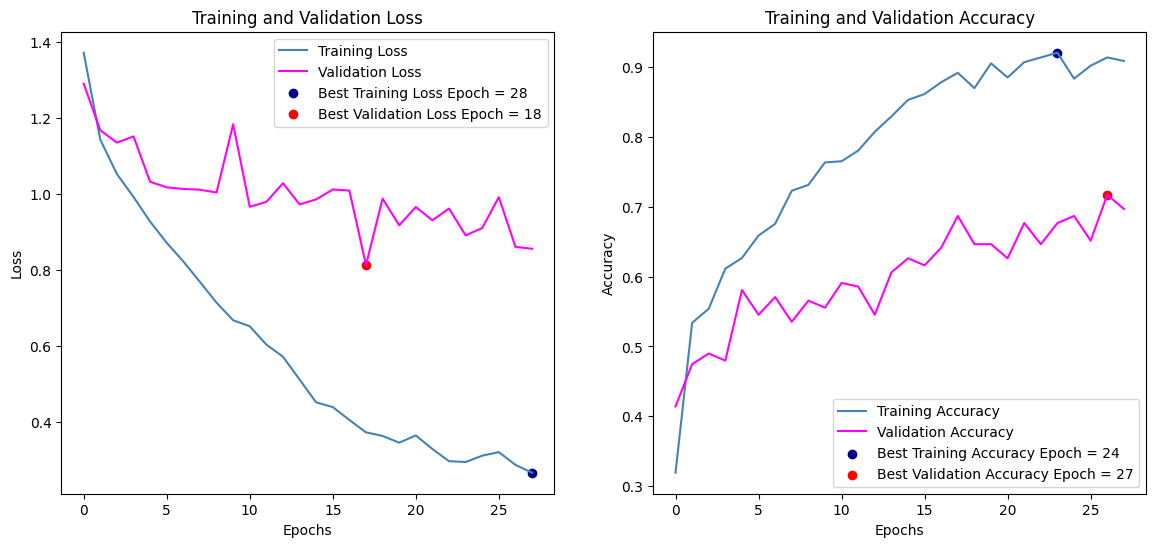 Training and Validation Loss
Loss
1.4
1.2
1.0
0.8
0.6
0.4
Training Loss
Validation Loss
Best Training Loss Epoch = 28
Best Validation Loss Epoch = 18
0 5 10 15 20 25
Epochs
Training and Validation Accuracy
Accuracy
0.9
0.8
0.7
0.6
0.5
0.4
0.3
Training Accuracy
Validation Accuracy
Best Training Accuracy Epoch = 24
Best Validation Accuracy Epoch = 27
0 5 10 15 20 25
Epochs